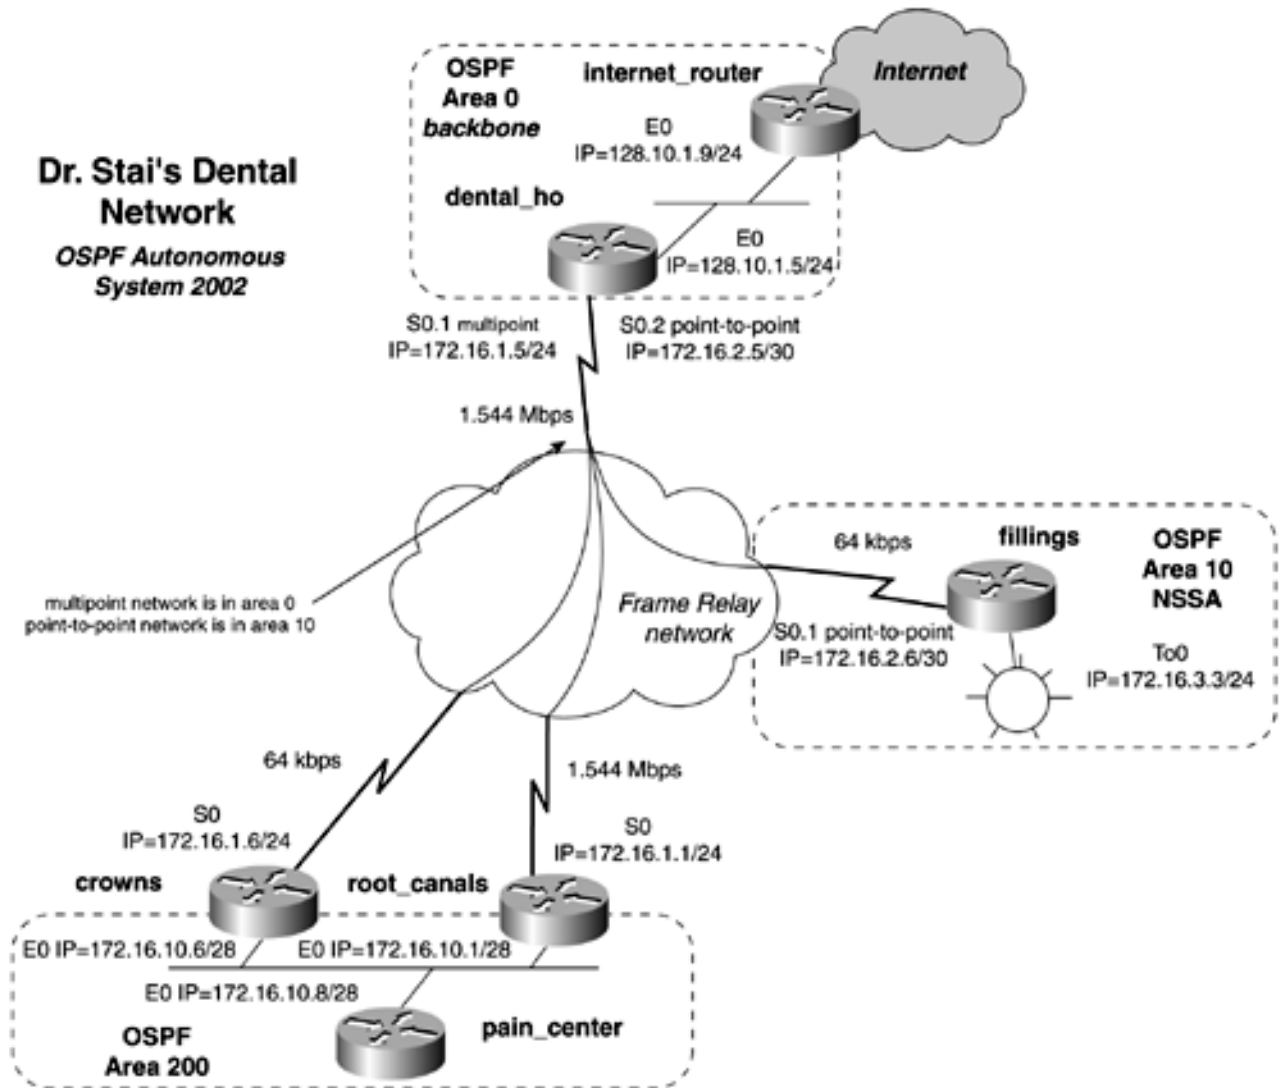 Dr. Stai's Dental
Network
OSPF Autonomous
System 2002
OSPF
Area 0
backbone
internet_router
Internet
E0
IP=128.10.1.9/24
dental_ho
E0
IP=128.10.1.5/24
S0.1 multipoint
IP=172.16.1.5/24
S0.2 point-to-point
IP=172.16.2.5/30
1.544 Mbps
multipoint network is in area 0
point-to-point network is in area 10
Frame Relay
network
64 kbps
fillings
OSPF
Area 10
NSSA
S0.1 point-to-point
IP=172.16.2.6/30
To0
IP=172.16.3.3/24
64 kbps
1.544 Mbps
S0
IP=172.16.1.6/24
S0
IP=172.16.1.1/24
crowns
root_canals
E0 IP=172.16.10.6/28
E0 IP=172.16.10.1/28
E0 IP=172.16.10.8/28
pain_center
OSPF
Area 200